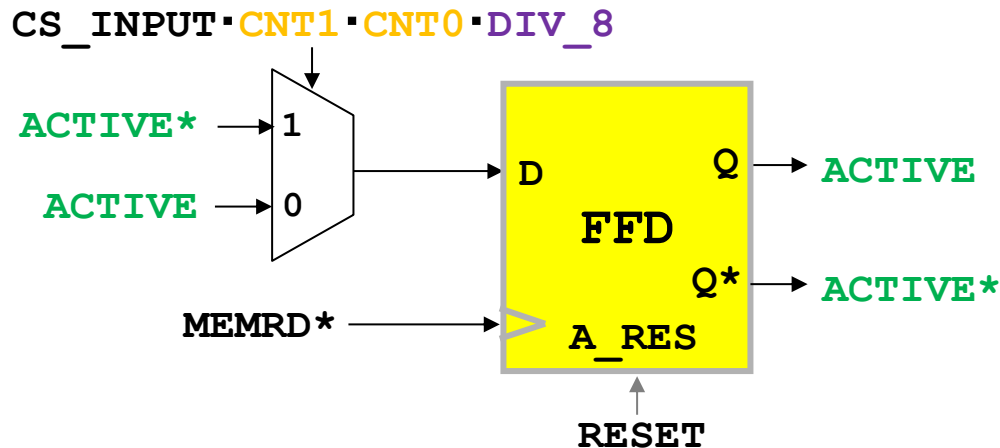 CS_INPUT·CNT1·CNT0·DIV_8
ACTIVE*
1
ACTIVE
0
D
Q
ACTIVE
FFD
Q*
ACTIVE*
MEMRD*
A_RES
RESET